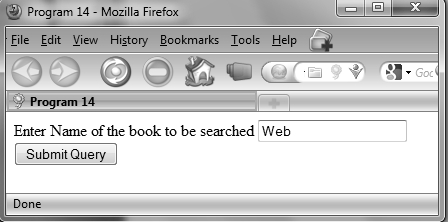 Program 14 - Mozilla Firefox
File Edit View History Bookmarks Tools Help
Goo
Program 14
Enter Name of the book to be searched Web
Submit Query
Done